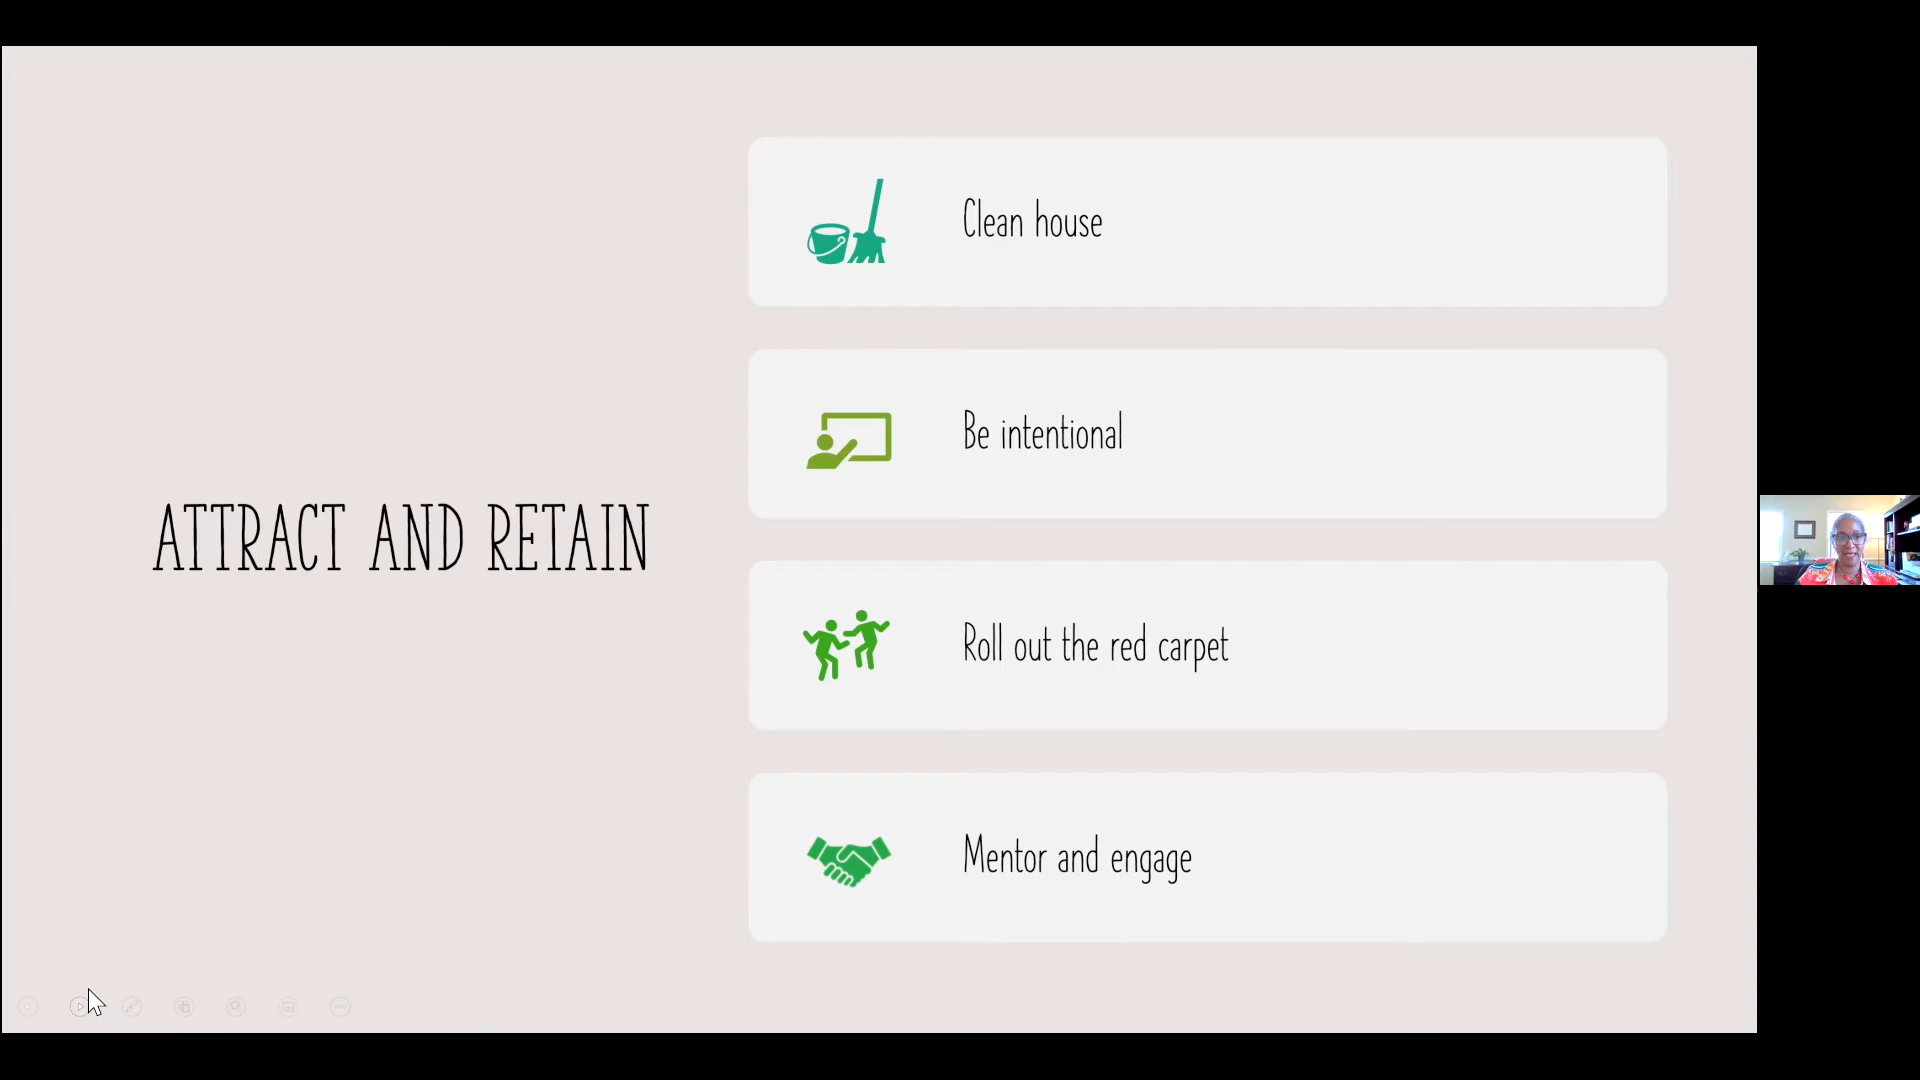 ATTRACT AND RETAIN
Clean house
Be intentional
Roll out the red carpet
Mentor and engage